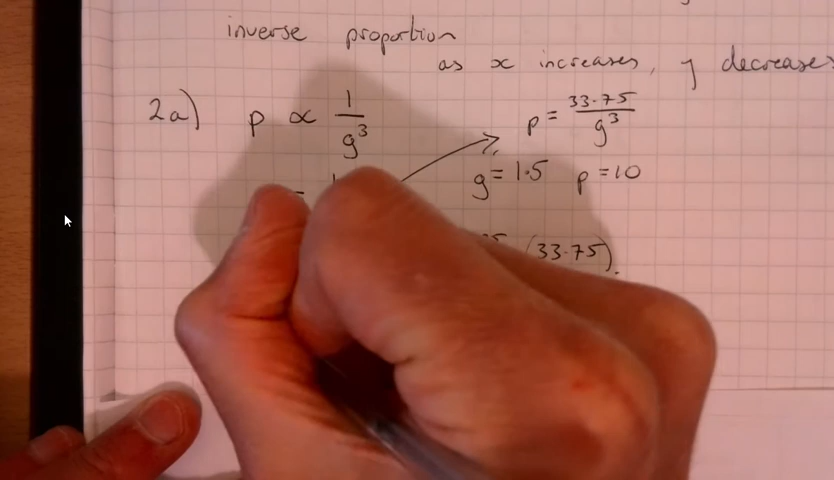 inverse proportion
as x increases, y decreases
2a) p ∝ 1/g³ p = 33.75/g³
g = 1.5 p = 10
(33.75).